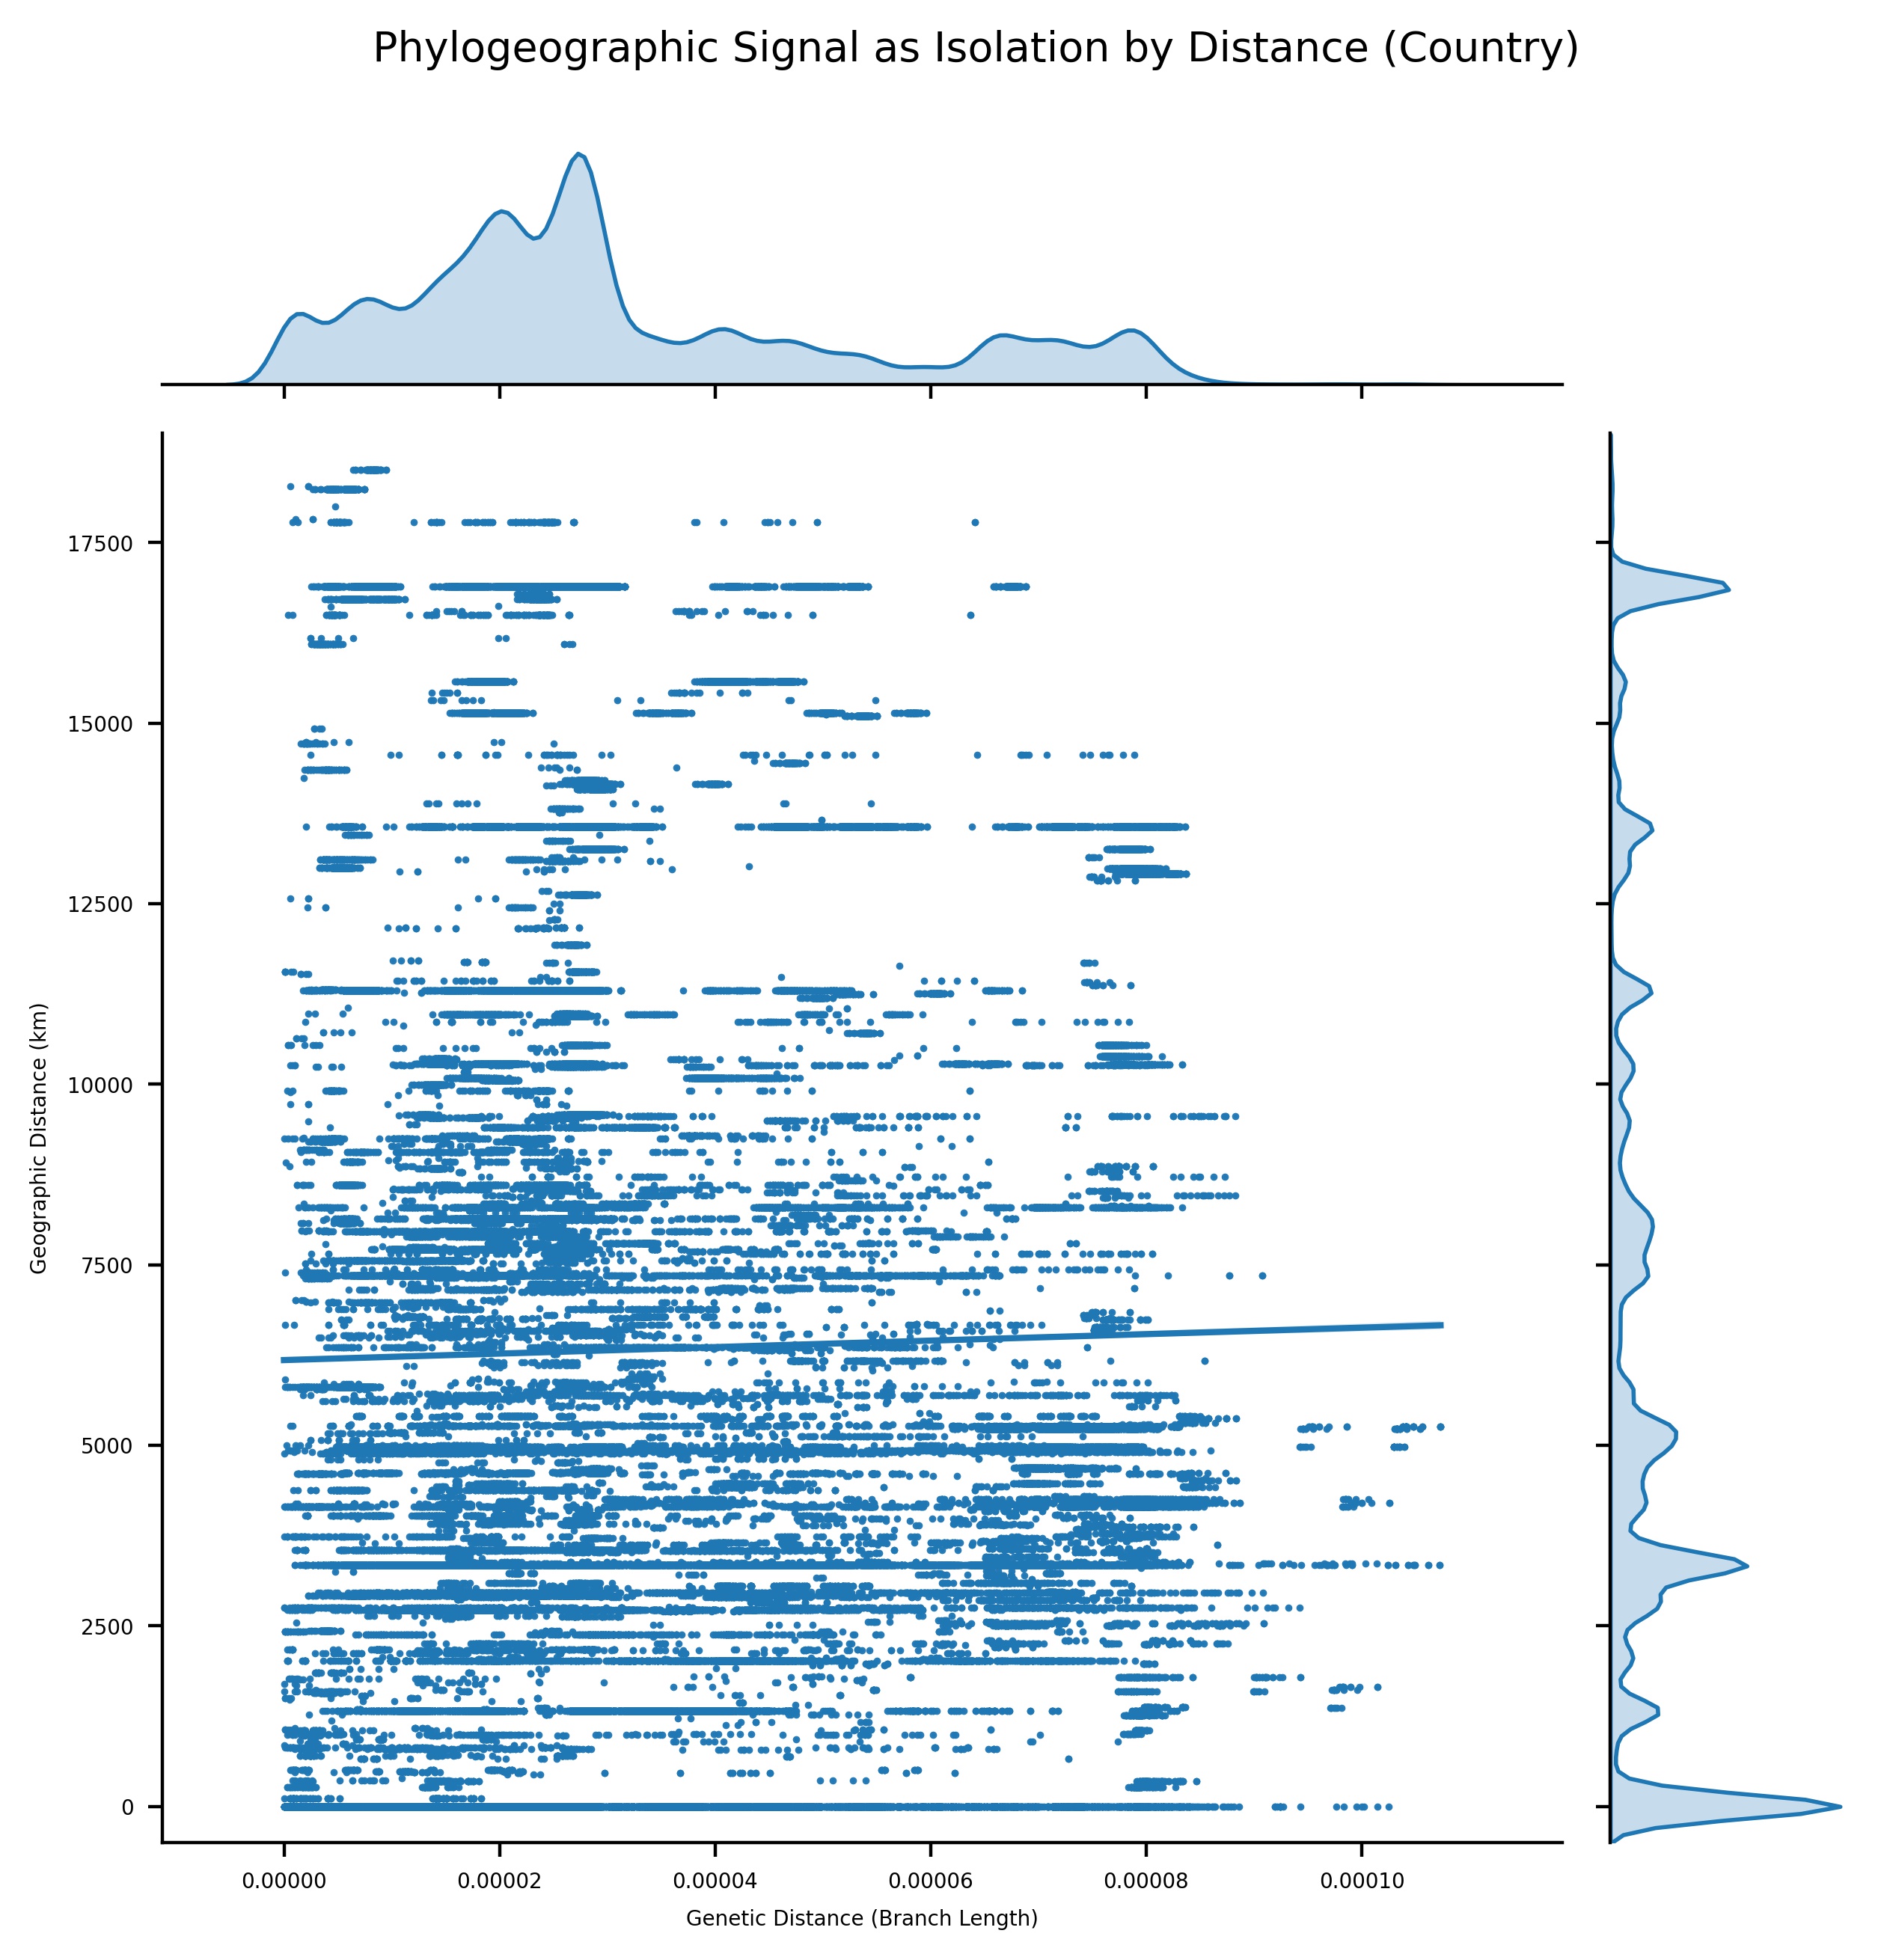 Phylogeographic Signal as Isolation by Distance (Country)
17500
15000
12500
10000
7500
5000
2500
0
Geographic Distance (km)
0.00000 0.00002 0.00004 0.00006 0.00008 0.00010
Genetic Distance (Branch Length)